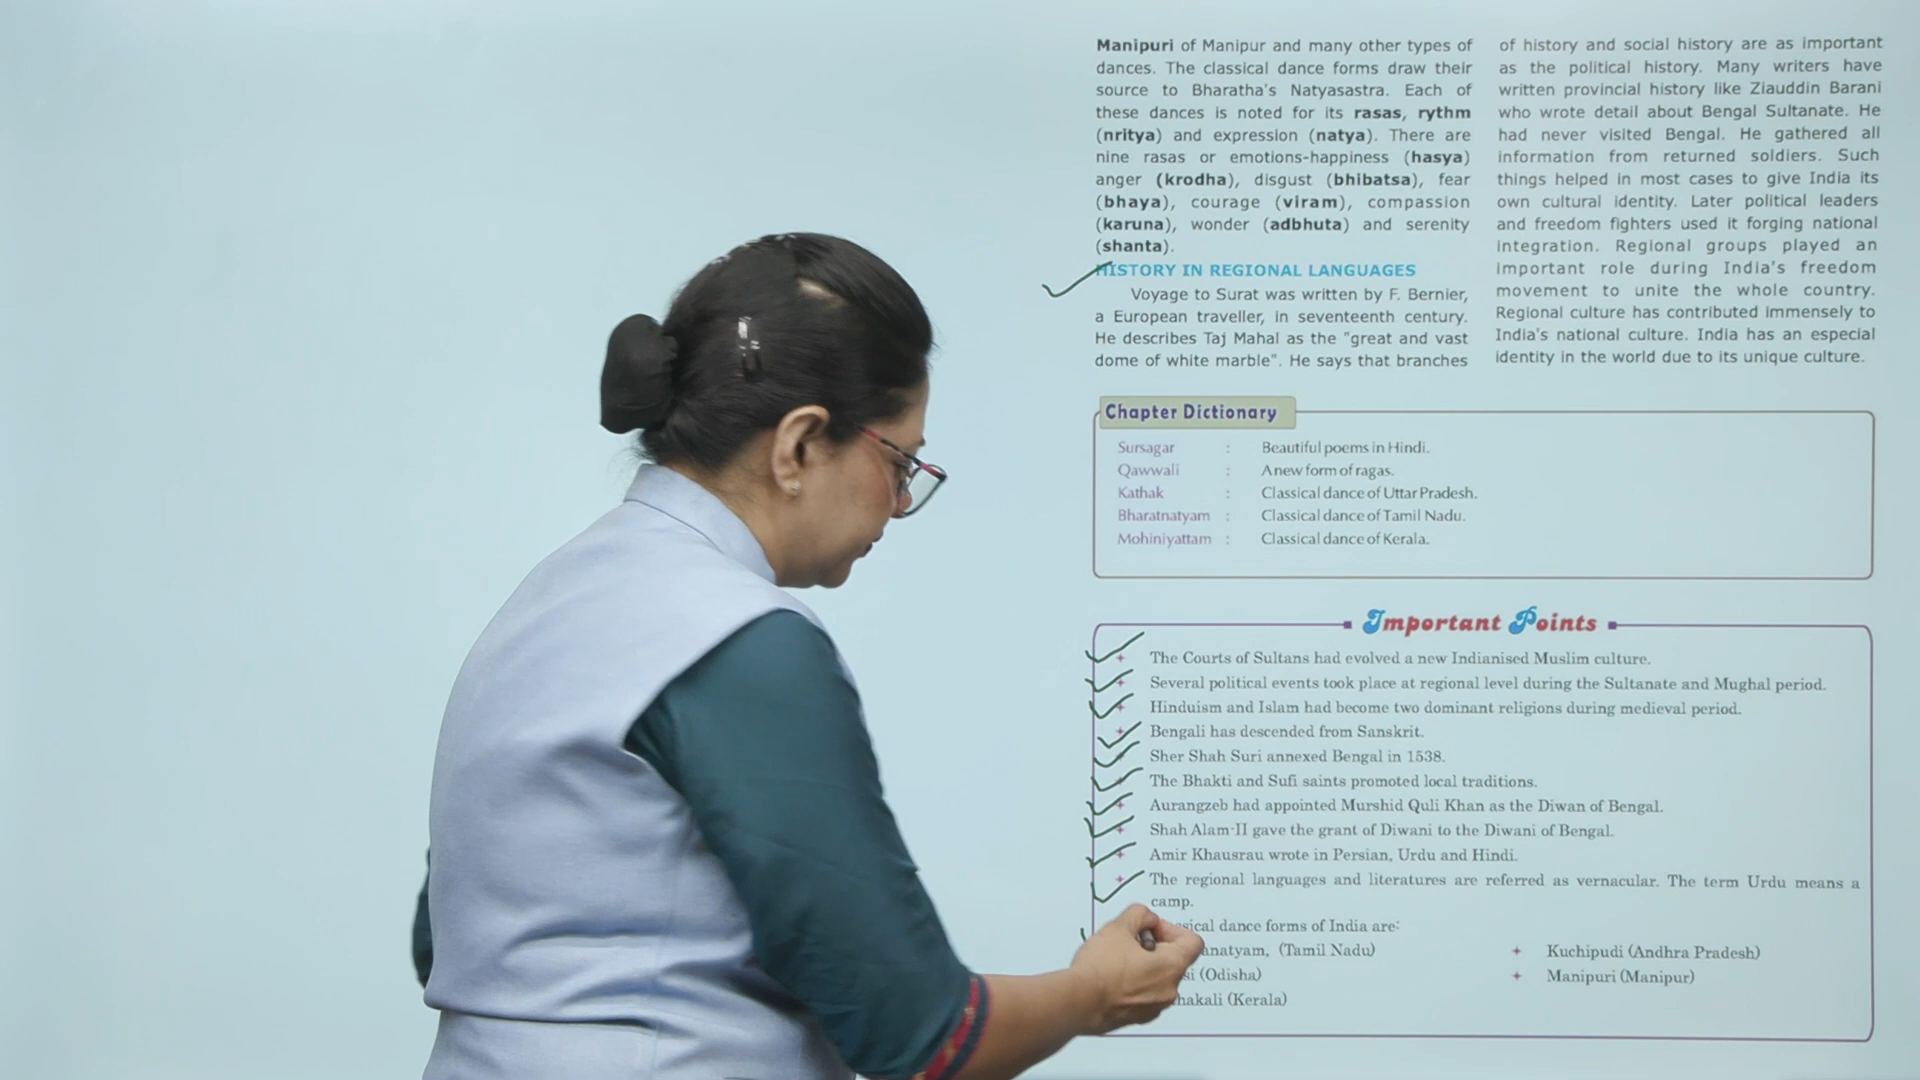 Manipuri of Manipur and many other types of
dances. The classical dance forms draw their
source to Bharatha's Natyasastra. Each of
these dances is noted for its rasas, rythm
(nritya) and expression (natya). There are
nine rasas or emotions-happiness (hasya)
anger (krodha), disgust (bhibatsa), fear
(bhaya), courage (viram), compassion
(karuna), wonder (adbhuta) and serenity
(shanta).
HISTORY IN REGIONAL LANGUAGES
Voyage to Surat was written by F. Bernier,
a European traveller, in seventeenth century.
He describes Taj Mahal as the "great and vast
dome of white marble". He says that branches
of history and social history are as important
as the political history. Many writers have
written provincial history like Ziauddin Barani
who wrote detail about Bengal Sultanate. He
had never visited Bengal. He gathered all
information from returned soldiers. Such
things helped in most cases to give India its
own cultural identity. Later political leaders
and freedom fighters used it forging national
integration. Regional groups played an
important role during India's freedom
movement to unite the whole country.
Regional culture has contributed immensely to
India's national culture. India has an especial
identity in the world due to its unique culture.
Chapter Dictionary
Sursagar : Beautiful poems in Hindi.
Qawwali : A new form of ragas.
Kathak : Classical dance of Uttar Pradesh.
Bharatnatyam : Classical dance of Tamil Nadu.
Mohiniyattam : Classical dance of Kerala.
Important Points
The Courts of Sultans had evolved a new Indianised Muslim culture.
Several political events took place at regional level during the Sultanate and Mughal period.
Hinduism and Islam had become two dominant religions during medieval period.
Bengali has descended from Sanskrit.
Sher Shah Suri annexed Bengal in 1538.
The Bhakti and Sufi saints promoted local traditions.
Aurangzeb had appointed Murshid Quli Khan as the Diwan of Bengal.
Shah Alam-II gave the grant of Diwani to the Diwani of Bengal.
Amir Khausrau wrote in Persian, Urdu and Hindi.
The regional languages and literatures are referred as vernacular. The term Urdu means a
camp.
dance forms of India are:
(Tamil Nadu)
(Odisha)
(Kerala)
Kuchipudi (Andhra Pradesh)
Manipuri (Manipur)